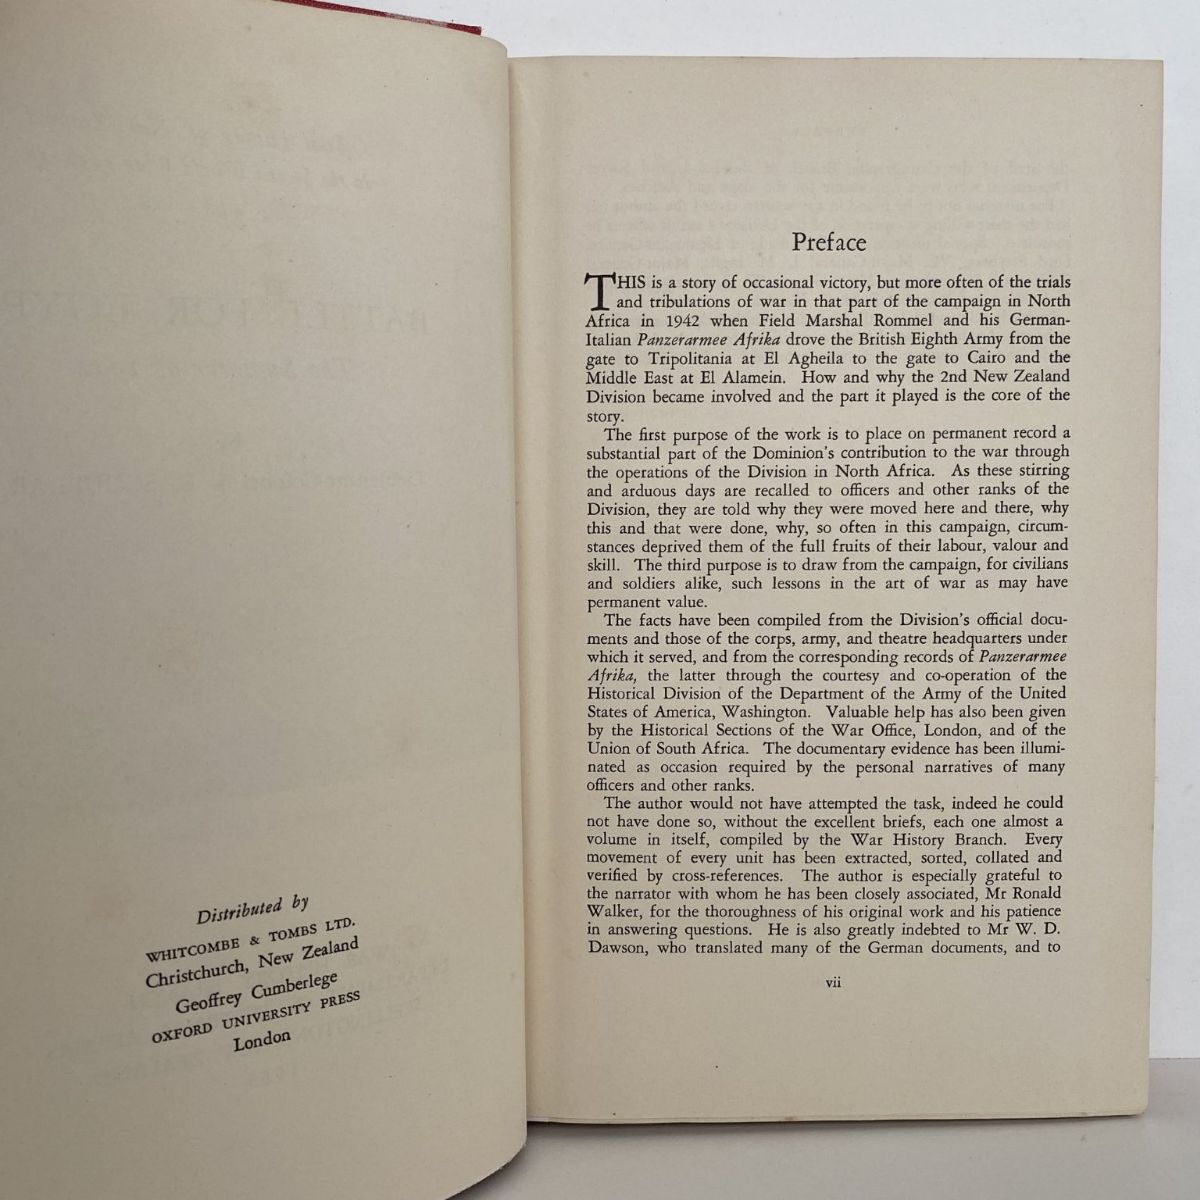 Distributed by
WHITCOMBE & TOMBS LTD.
Christchurch, New Zealand
Geoffrey Cumberlege
OXFORD UNIVERSITY PRESS
London
Preface
THIS is a story of occasional victory, but more often of the trials
and tribulations of war in that part of the campaign in North
Africa in 1942 when Field Marshal Rommel and his German-
Italian Panzerarmee Afrika drove the British Eighth Army from the
gate to Tripolitania at El Agheila to the gate to Cairo and the
Middle East at El Alamein. How and why the 2nd New Zealand
Division became involved and the part it played is the core of the
story.
The first purpose of the work is to place on permanent record a
substantial part of the Dominion's contribution to the war through
the operations of the Division in North Africa. As these stirring
and arduous days are recalled to officers and other ranks of the
Division, they are told why they were moved here and there, why
this and that were done, why, so often in this campaign, circum-
stances deprived them of the full fruits of their labour, valour and
skill. The third purpose is to draw from the campaign, for civilians
and soldiers alike, such lessons in the art of war as may have
permanent value.
The facts have been compiled from the Division's official docu-
ments and those of the corps, army, and theatre headquarters under
which it served, and from the corresponding records of Panzerarmee
Afrika, the latter through the courtesy and co-operation of the
Historical Division of the Department of the Army of the United
States of America, Washington. Valuable help has also been given
by the Historical Sections of the War Office, London, and of the
Union of South Africa. The documentary evidence has been illumi-
nated as occasion required by the personal narratives of many
officers and other ranks.
The author would not have attempted the task, indeed he could
not have done so, without the excellent briefs, each one almost a
volume in itself, compiled by the War History Branch. Every
movement of every unit has been extracted, sorted, collated and
verified by cross-references. The author is especially grateful to
the narrator with whom he has been closely associated, Mr Ronald
Walker, for the thoroughness of his original work and his patience
in answering questions. He is also greatly indebted to Mr W. D.
Dawson, who translated many of the German documents, and to
vii